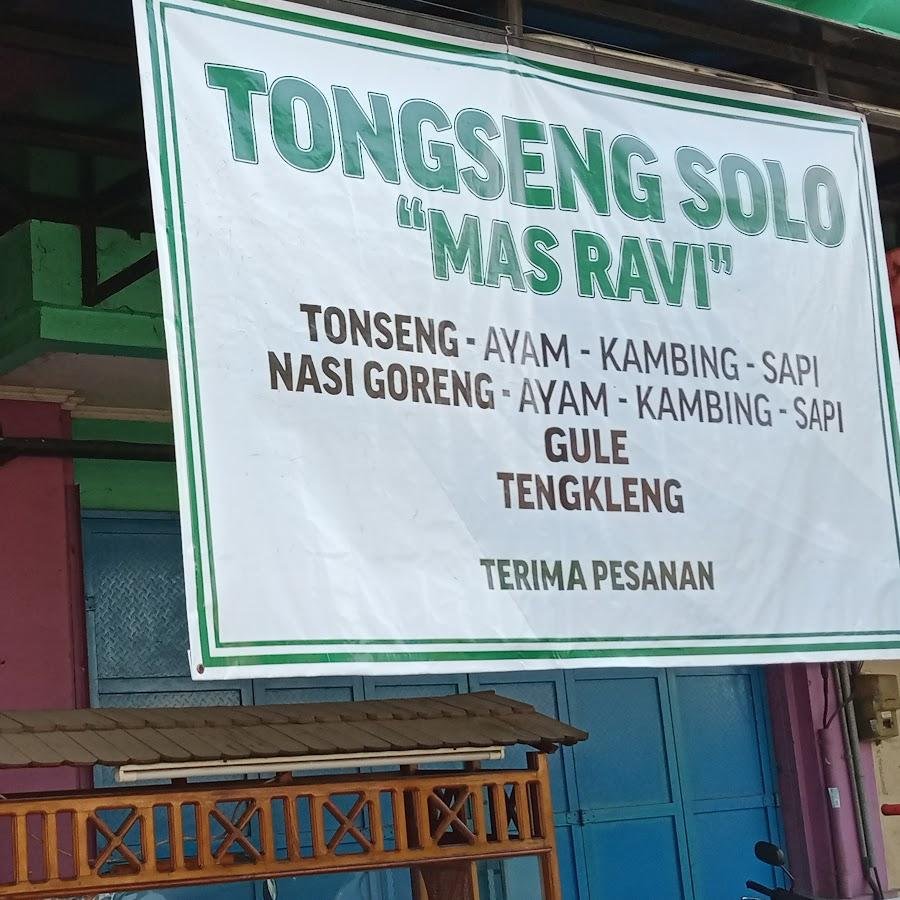 TONGSENG SOLO
“MAS RAVI”
TONSENG - AYAM - KAMBING - SAPI
NASI GORENG - AYAM - KAMBING - SAPI
GULE
TENGKLENG
TERIMA PESANAN